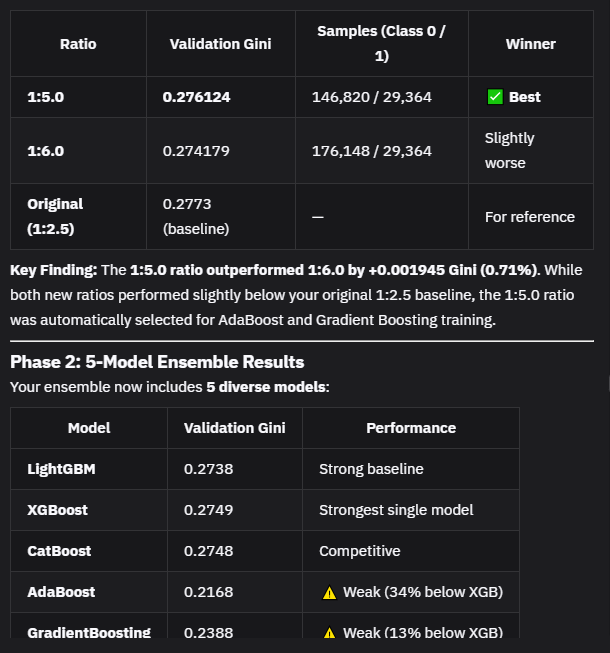 Ratio Validation Gini Samples (Class 0 / 1) Winner
1:5.0 0.276124 146,820 / 29,364 ✅ Best
1:6.0 0.274179 176,148 / 29,364 Slightly worse
Original (1:2.5) 0.2773 (baseline) — For reference
Key Finding: The 1:5.0 ratio outperformed 1:6.0 by +0.001945 Gini (0.71%). While
both new ratios performed slightly below your original 1:2.5 baseline, the 1:5.0 ratio
was automatically selected for AdaBoost and Gradient Boosting training.
Phase 2: 5-Model Ensemble Results
Your ensemble now includes 5 diverse models:
Model Validation Gini Performance
LightGBM 0.2738 Strong baseline
XGBoost 0.2749 Strongest single model
CatBoost 0.2748 Competitive
AdaBoost 0.2168 ⚠️ Weak (34% below XGB)
GradientBoosting 0.2388 ⚠️ Weak (13% below XGB)